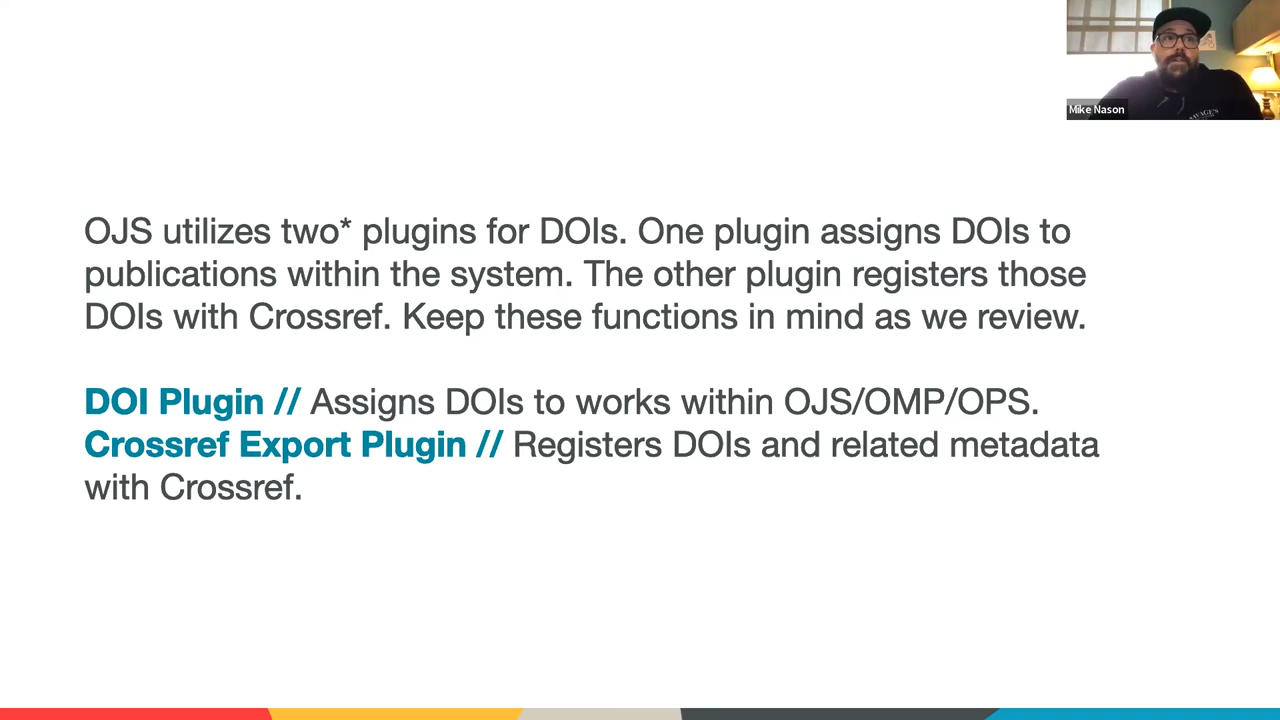 Mike Nason
SAVAGE'S
OJS utilizes two* plugins for DOIs. One plugin assigns DOIs to
publications within the system. The other plugin registers those
DOIs with Crossref. Keep these functions in mind as we review.
DOI Plugin // Assigns DOIs to works within OJS/OMP/OPS.
Crossref Export Plugin // Registers DOIs and related metadata
with Crossref.